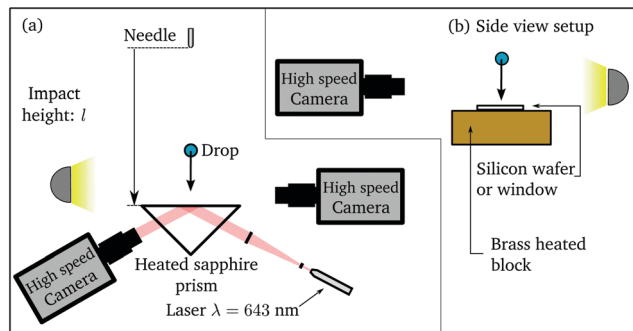 (a)
Needle
Impact
height: l
Drop
High speed
Camera
High speed
Camera
Heated sapphire
prism
Laser λ = 643 nm
(b) Side view setup
High speed
Camera
Silicon wafer
or window
Brass heated
block